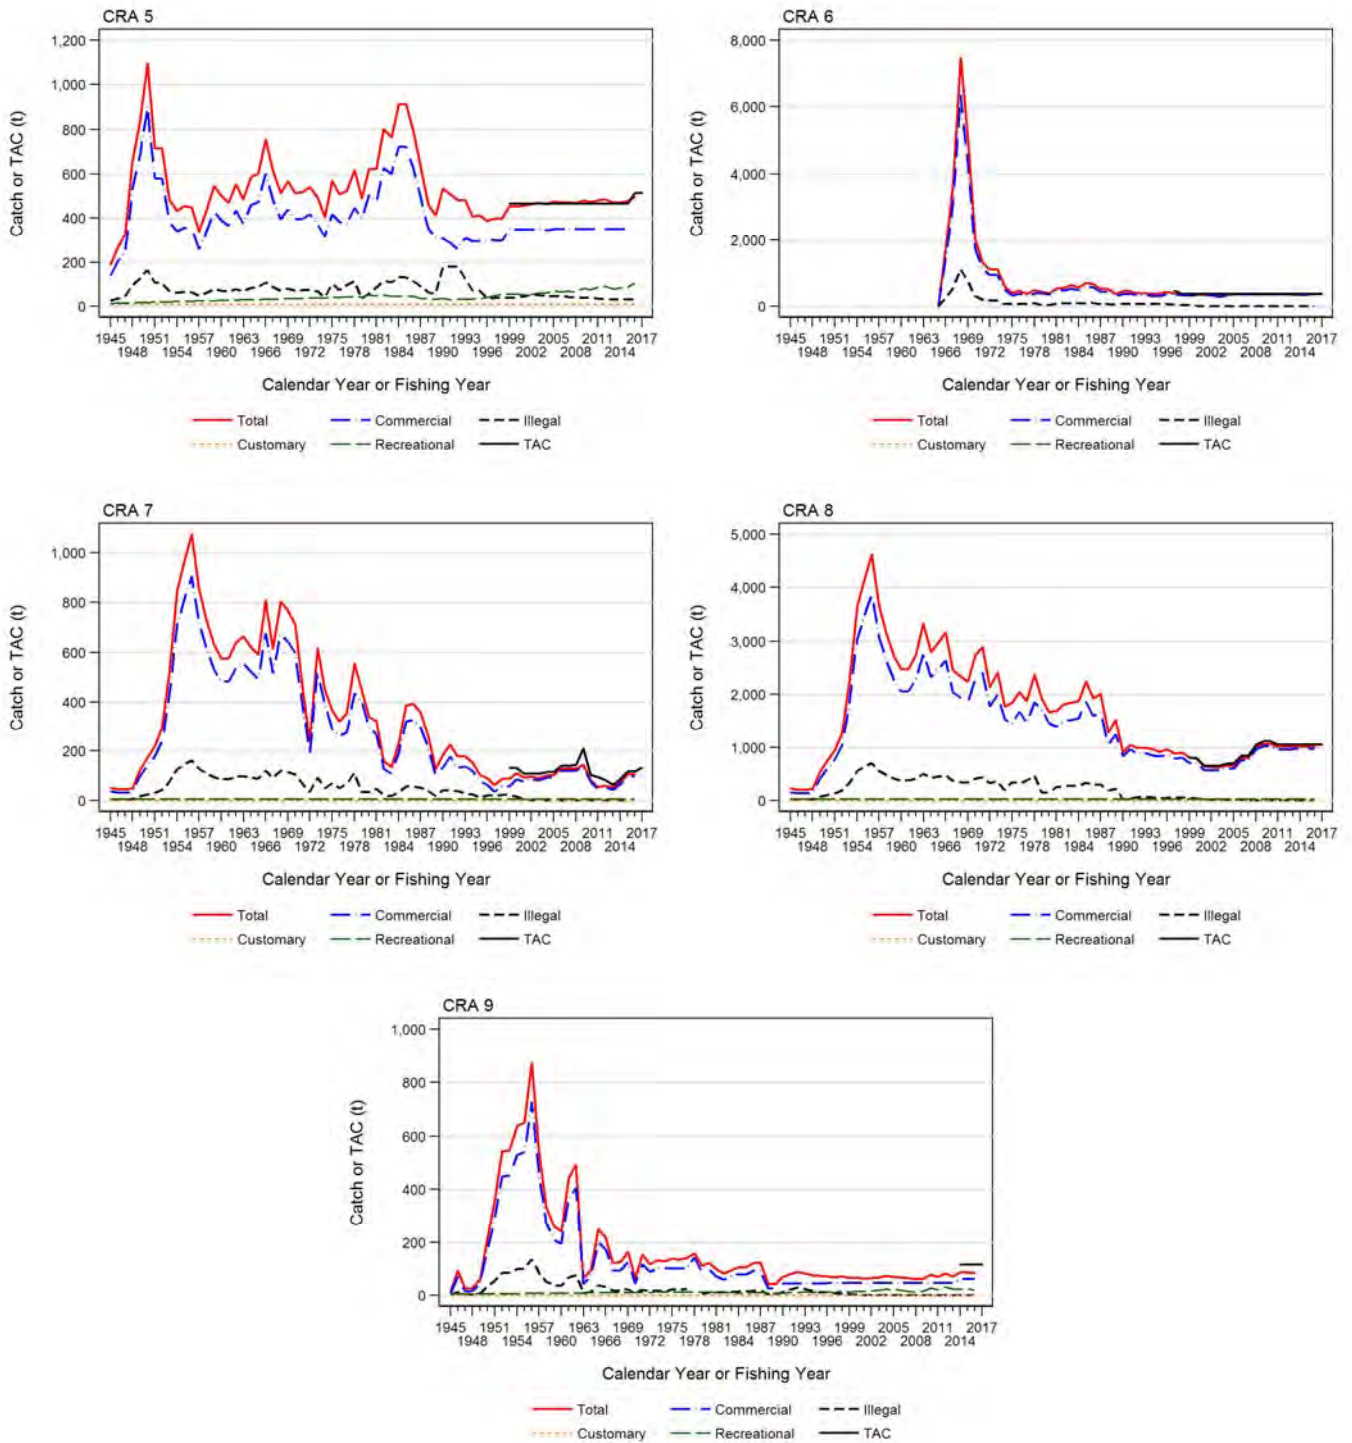 CRA 5
1,200
1,000
800
600
400
200
0
Catch or TAC (t)
1945 1951 1957 1963 1969 1975 1981 1987 1993 1999 2005 2011 2017
1948 1954 1960 1966 1972 1978 1984 1990 1996 2002 2008 2014
Calendar Year or Fishing Year
Total Commercial Illegal
Customary Recreational TAC
CRA 6
8,000
6,000
4,000
2,000
0
Catch or TAC (t)
1945 1951 1957 1963 1969 1975 1981 1987 1993 1999 2005 2011 2017
1948 1954 1960 1966 1972 1978 1984 1990 1996 2002 2008 2014
Calendar Year or Fishing Year
Total Commercial Illegal
Customary Recreational TAC
CRA 7
1,000
800
600
400
200
0
Catch or TAC (t)
1945 1951 1957 1963 1969 1975 1981 1987 1993 1999 2005 2011 2017
1948 1954 1960 1966 1972 1978 1984 1990 1996 2002 2008 2014
Calendar Year or Fishing Year
Total Commercial Illegal
Customary Recreational TAC
CRA 8
5,000
4,000
3,000
2,000
1,000
0
Catch or TAC (t)
1945 1951 1957 1963 1969 1975 1981 1987 1993 1999 2005 2011 2017
1948 1954 1960 1966 1972 1978 1984 1990 1996 2002 2008 2014
Calendar Year or Fishing Year
Total Commercial Illegal
Customary Recreational TAC
CRA 9
1,000
800
600
400
200
0
Catch or TAC (t)
1945 1951 1957 1963 1969 1975 1981 1987 1993 1999 2005 2011 2017
1948 1954 1960 1966 1972 1978 1984 1990 1996 2002 2008 2014
Calendar Year or Fishing Year
Total Commercial Illegal
Customary Recreational TAC